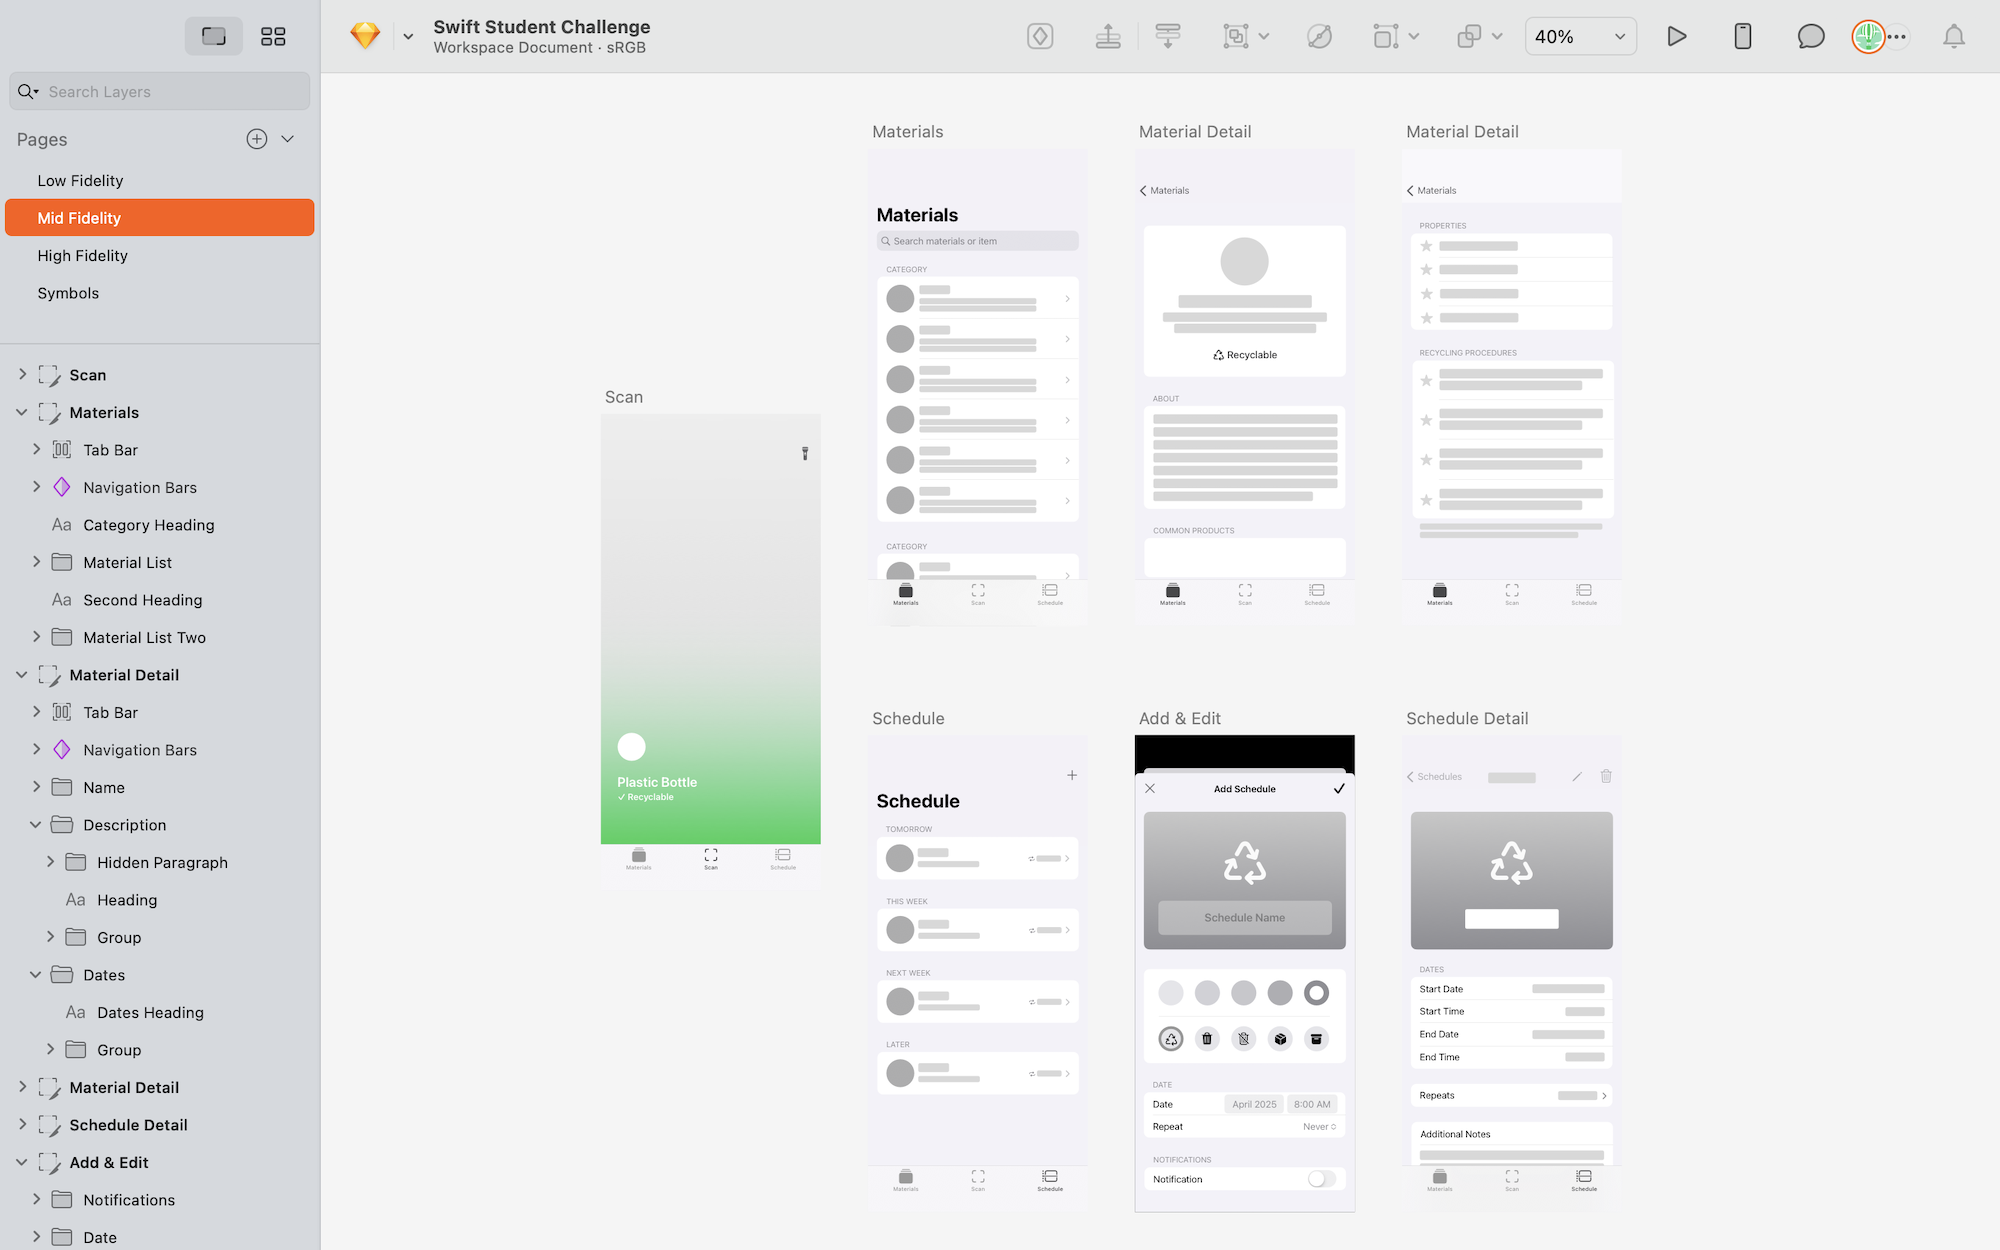 Swift Student Challenge
Workspace Document · sRGB
40%
Search Layers
Pages
Low Fidelity
Mid Fidelity
High Fidelity
Symbols
Scan
Materials
Tab Bar
Navigation Bars
Aa Category Heading
Material List
Aa Second Heading
Material List Two
Material Detail
Tab Bar
Navigation Bars
Name
Description
Hidden Paragraph
Aa Heading
Group
Dates
Aa Dates Heading
Group
Material Detail
Schedule Detail
Add & Edit
Notifications
Date
Scan
Plastic Bottle
Recyclable
Materials Scan Schedule
Materials
Materials
Search materials or item
CATEGORY
CATEGORY
Materials Scan Schedule
Material Detail
Materials
Recyclable
ABOUT
COMMON PRODUCTS
Materials Scan Schedule
Material Detail
Materials
PROPERTIES
RECYCLING PROCEDURES
Materials Scan Schedule
Schedule
Schedule
TOMORROW
THIS WEEK
NEXT WEEK
LATER
Materials Scan Schedule
Add & Edit
Add Schedule
Schedule Name
DATE
Date April 2025 8:00 AM
Repeat Never
NOTIFICATIONS
Notification
Schedule Detail
Schedules
DATES
Start Date
Start Time
End Date
End Time
Repeats
Additional Notes
Materials Scan Schedule